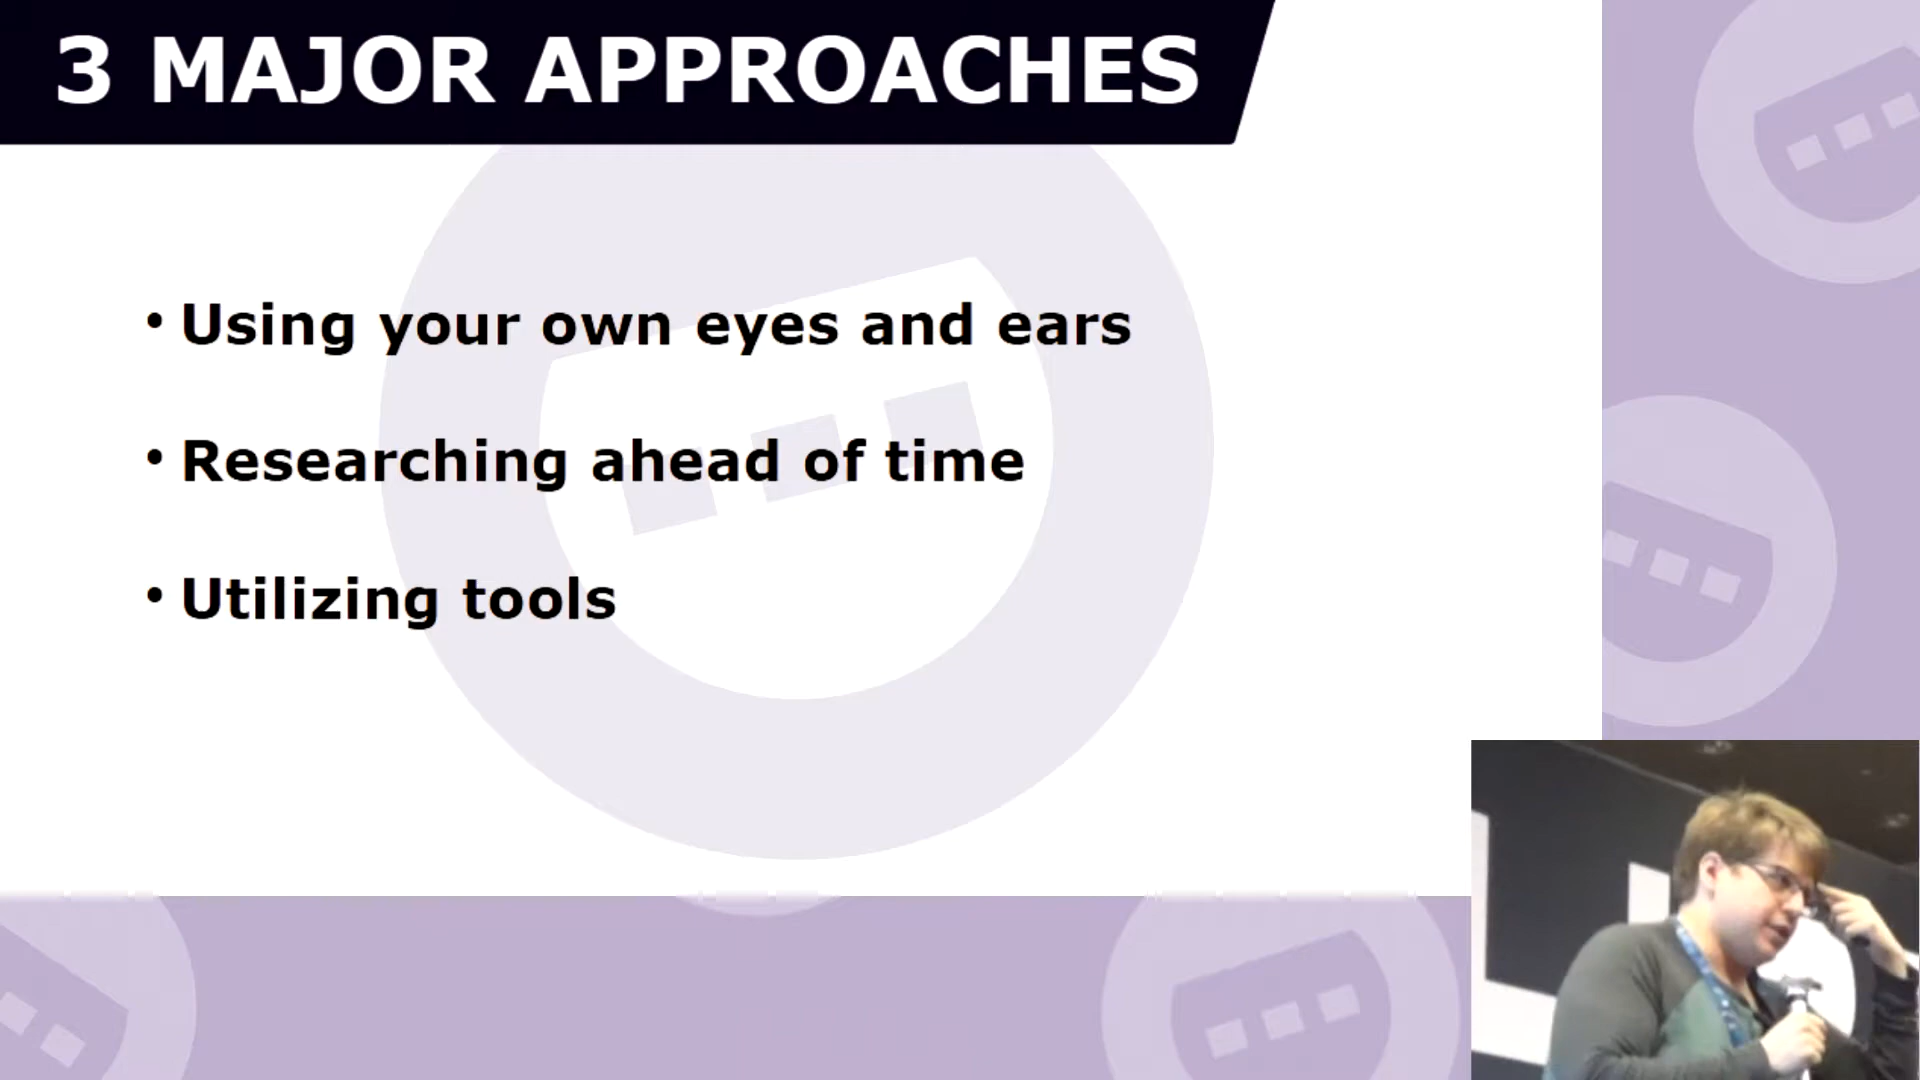 3 MAJOR APPROACHES
• Using your own eyes and ears
• Researching ahead of time
• Utilizing tools